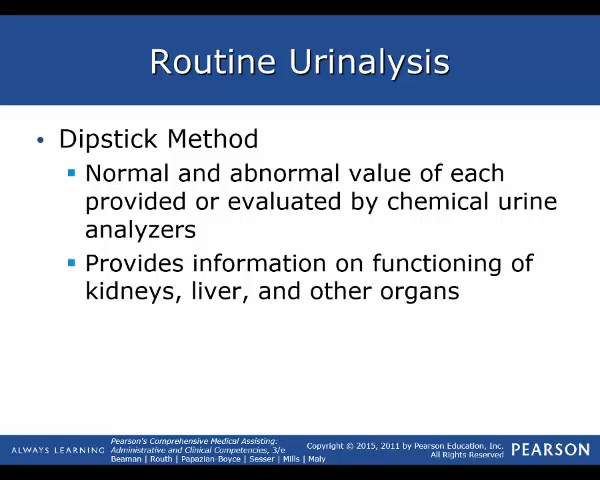 Routine Urinalysis
• Dipstick Method
▪ Normal and abnormal value of each
provided or evaluated by chemical urine
analyzers
▪ Provides information on functioning of
kidneys, liver, and other organs
ALWAYS LEARNING
Pearson's Comprehensive Medical Assisting:
Administrative and Clinical Competencies, 3/e
Beaman | Routh | Papazian-Boyce | Sesser | Mills | Maly
Copyright © 2015, 2011 by Pearson Education, Inc.
All Rights Reserved
PEARSON